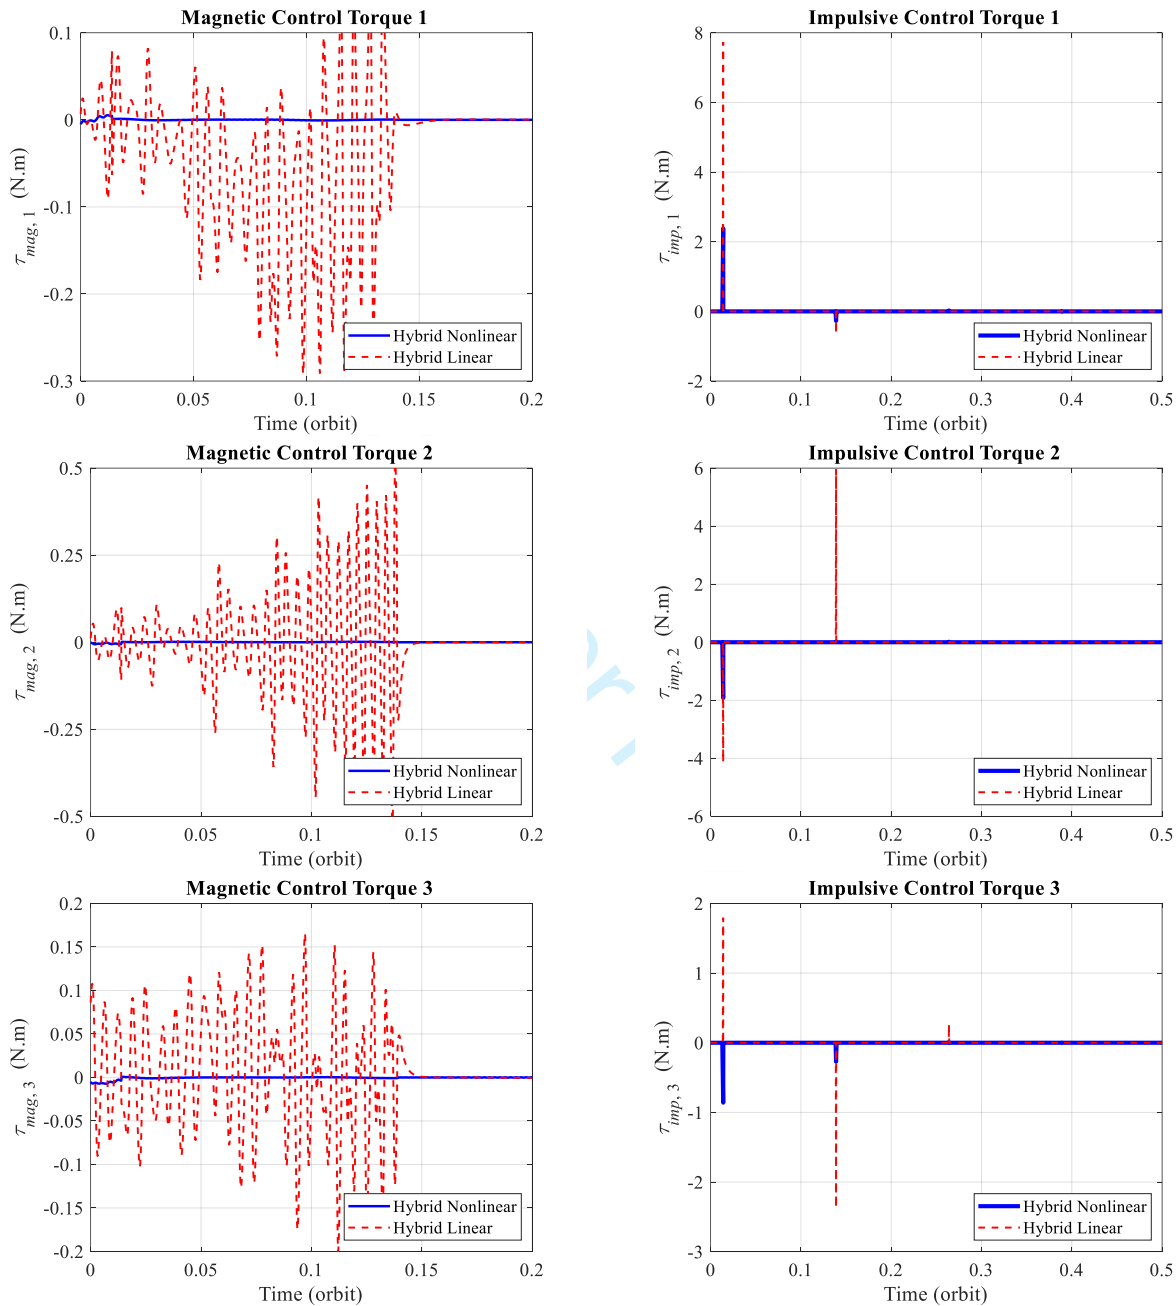 Magnetic Control Torque 1
0.1
0
-0.1
-0.2
-0.3
τmag, 1 (N.m)
Hybrid Nonlinear
Hybrid Linear
0
0.05
0.1
0.15
0.2
Time (orbit)
Impulsive Control Torque 1
8
6
4
2
0
-2
τimp, 1 (N.m)
Hybrid Nonlinear
Hybrid Linear
0
0.1
0.2
0.3
0.4
0.5
Time (orbit)
Magnetic Control Torque 2
0.5
0.25
0
-0.25
-0.5
τmag, 2 (N.m)
Hybrid Nonlinear
Hybrid Linear
0
0.05
0.1
0.15
0.2
Time (orbit)
Impulsive Control Torque 2
6
4
2
0
-2
-4
-6
τimp, 2 (N.m)
Hybrid Nonlinear
Hybrid Linear
0
0.1
0.2
0.3
0.4
0.5
Time (orbit)
Magnetic Control Torque 3
0.2
0.15
0.1
0.05
0
-0.05
-0.1
-0.15
-0.2
τmag, 3 (N.m)
Hybrid Nonlinear
Hybrid Linear
0
0.05
0.1
0.15
0.2
Time (orbit)
Impulsive Control Torque 3
2
1
0
-1
-2
-3
τimp, 3 (N.m)
Hybrid Nonlinear
Hybrid Linear
0
0.1
0.2
0.3
0.4
0.5
Time (orbit)